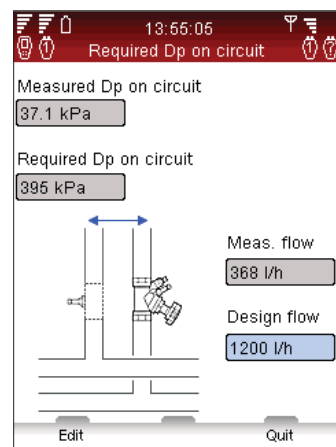 13:55:05
Required Dp on circuit
Measured Dp on circuit
37.1 kPa
Required Dp on circuit
395 kPa
Meas. flow
368 l/h
Design flow
1200 l/h
Edit
Quit